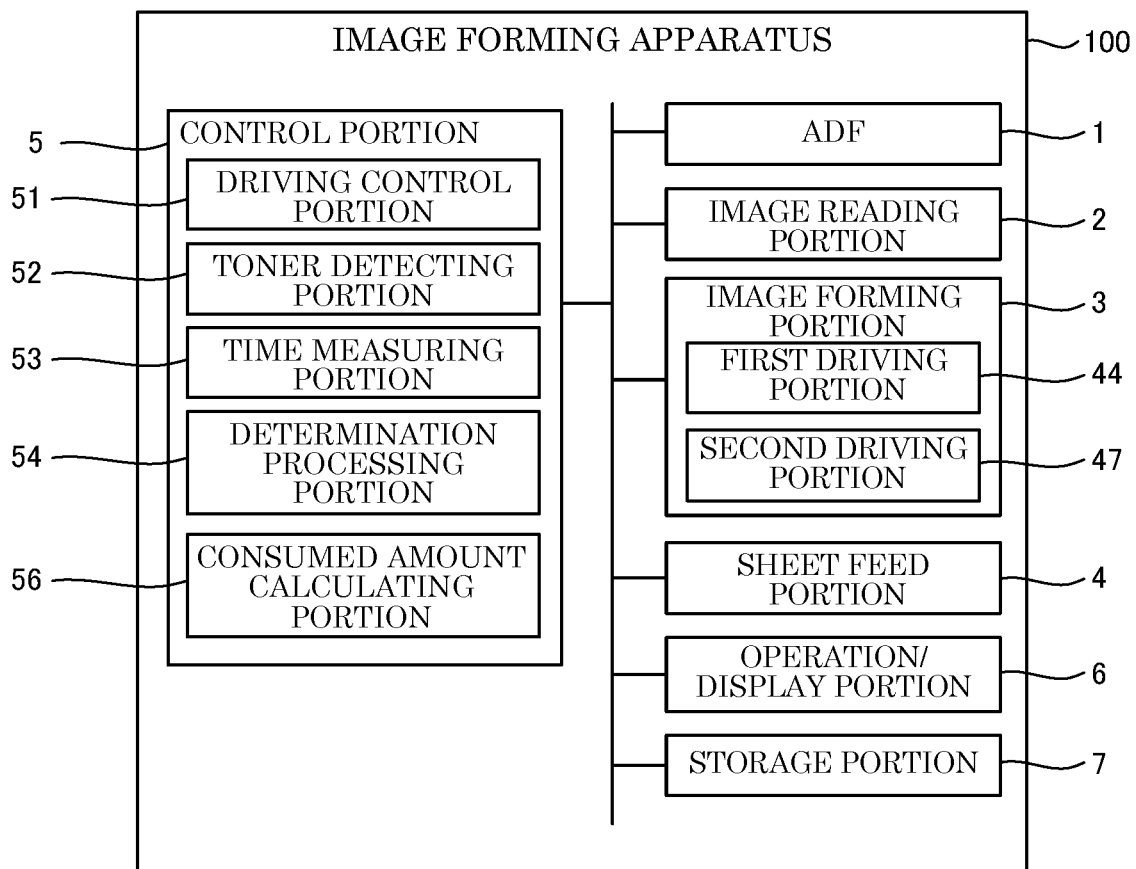 IMAGE FORMING APPARATUS
100
5
CONTROL PORTION
51
DRIVING CONTROL
PORTION
52
TONER DETECTING
PORTION
53
TIME MEASURING
PORTION
54
DETERMINATION
PROCESSING
PORTION
56
CONSUMED AMOUNT
CALCULATING
PORTION
ADF
1
IMAGE READING
PORTION
2
IMAGE FORMING
PORTION
3
FIRST DRIVING
PORTION
44
SECOND DRIVING
PORTION
47
SHEET FEED
PORTION
4
OPERATION/
DISPLAY PORTION
6
STORAGE PORTION
7